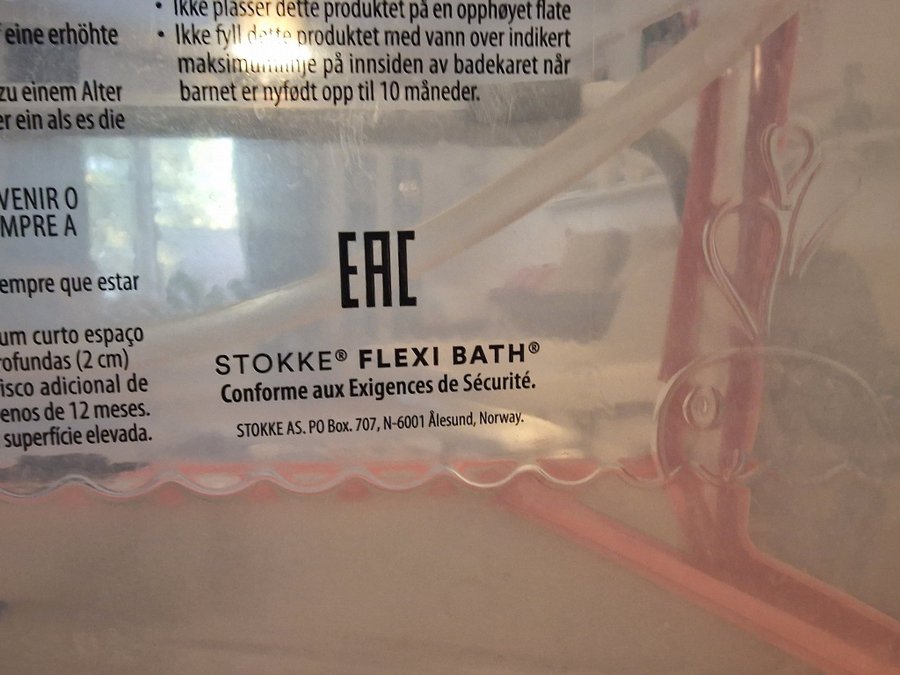 • Ikke plasser dette produktet på en opphøyet flate
• Ikke fyll dette produktet med vann over indikert
maksimumlinje på innsiden av badekaret når
barnet er nyfødt opp til 10 måneder.
eine erhöhte
zu einem Alter
er ein als es die
VENIR O
MPRE A
empre que estar
um curto espaço
rofundas (2 cm)
isco adicional de
enos de 12 meses.
superfície elevada.
EAC
STOKKE® FLEXI BATH®
Conforme aux Exigences de Sécurité.
STOKKE AS. PO Box. 707, N-6001 Ålesund, Norway.